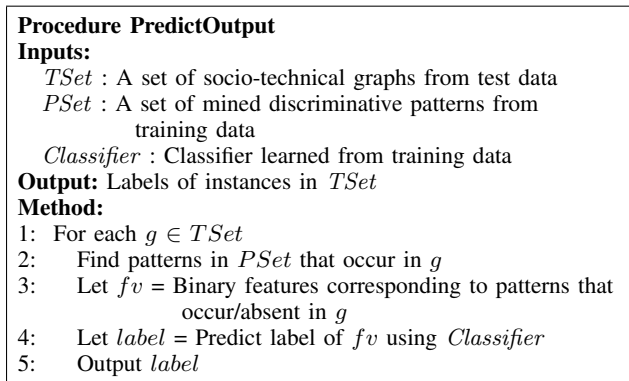 Procedure PredictOutput
Inputs:
TSet : A set of socio-technical graphs from test data
PSet : A set of mined discriminative patterns from
training data
Classifier : Classifier learned from training data
Output: Labels of instances in TSet
Method:
1: For each g ∈ TSet
2: Find patterns in PSet that occur in g
3: Let fv = Binary features corresponding to patterns that
occur/absent in g
4: Let label = Predict label of fv using Classifier
5: Output label